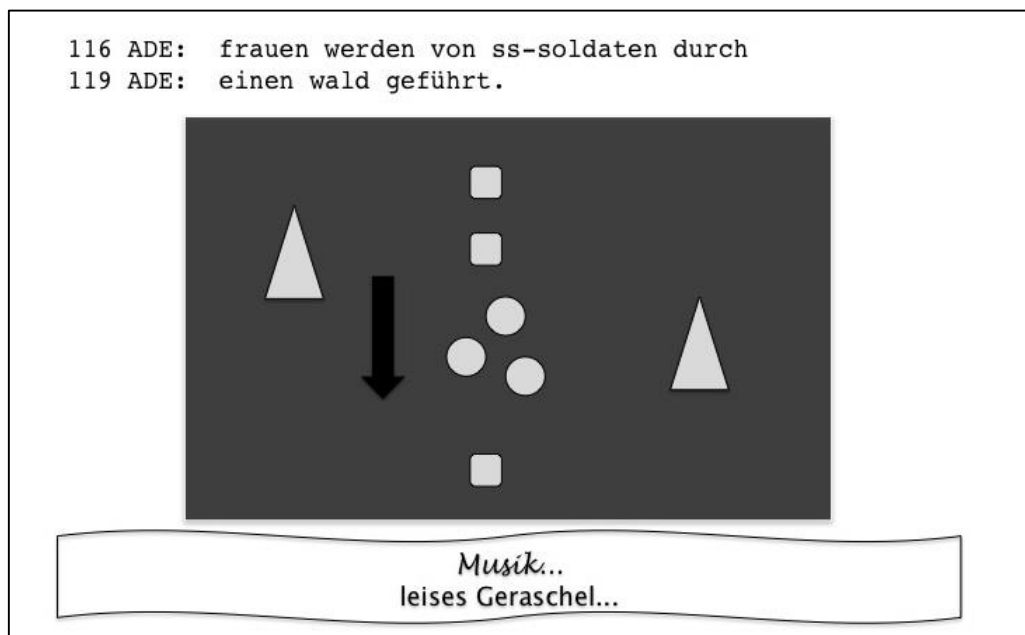 116 ADE:  frauen werden von ss-soldaten durch
119 ADE:  einen wald geführt.
Musik...
leises Geraschel...